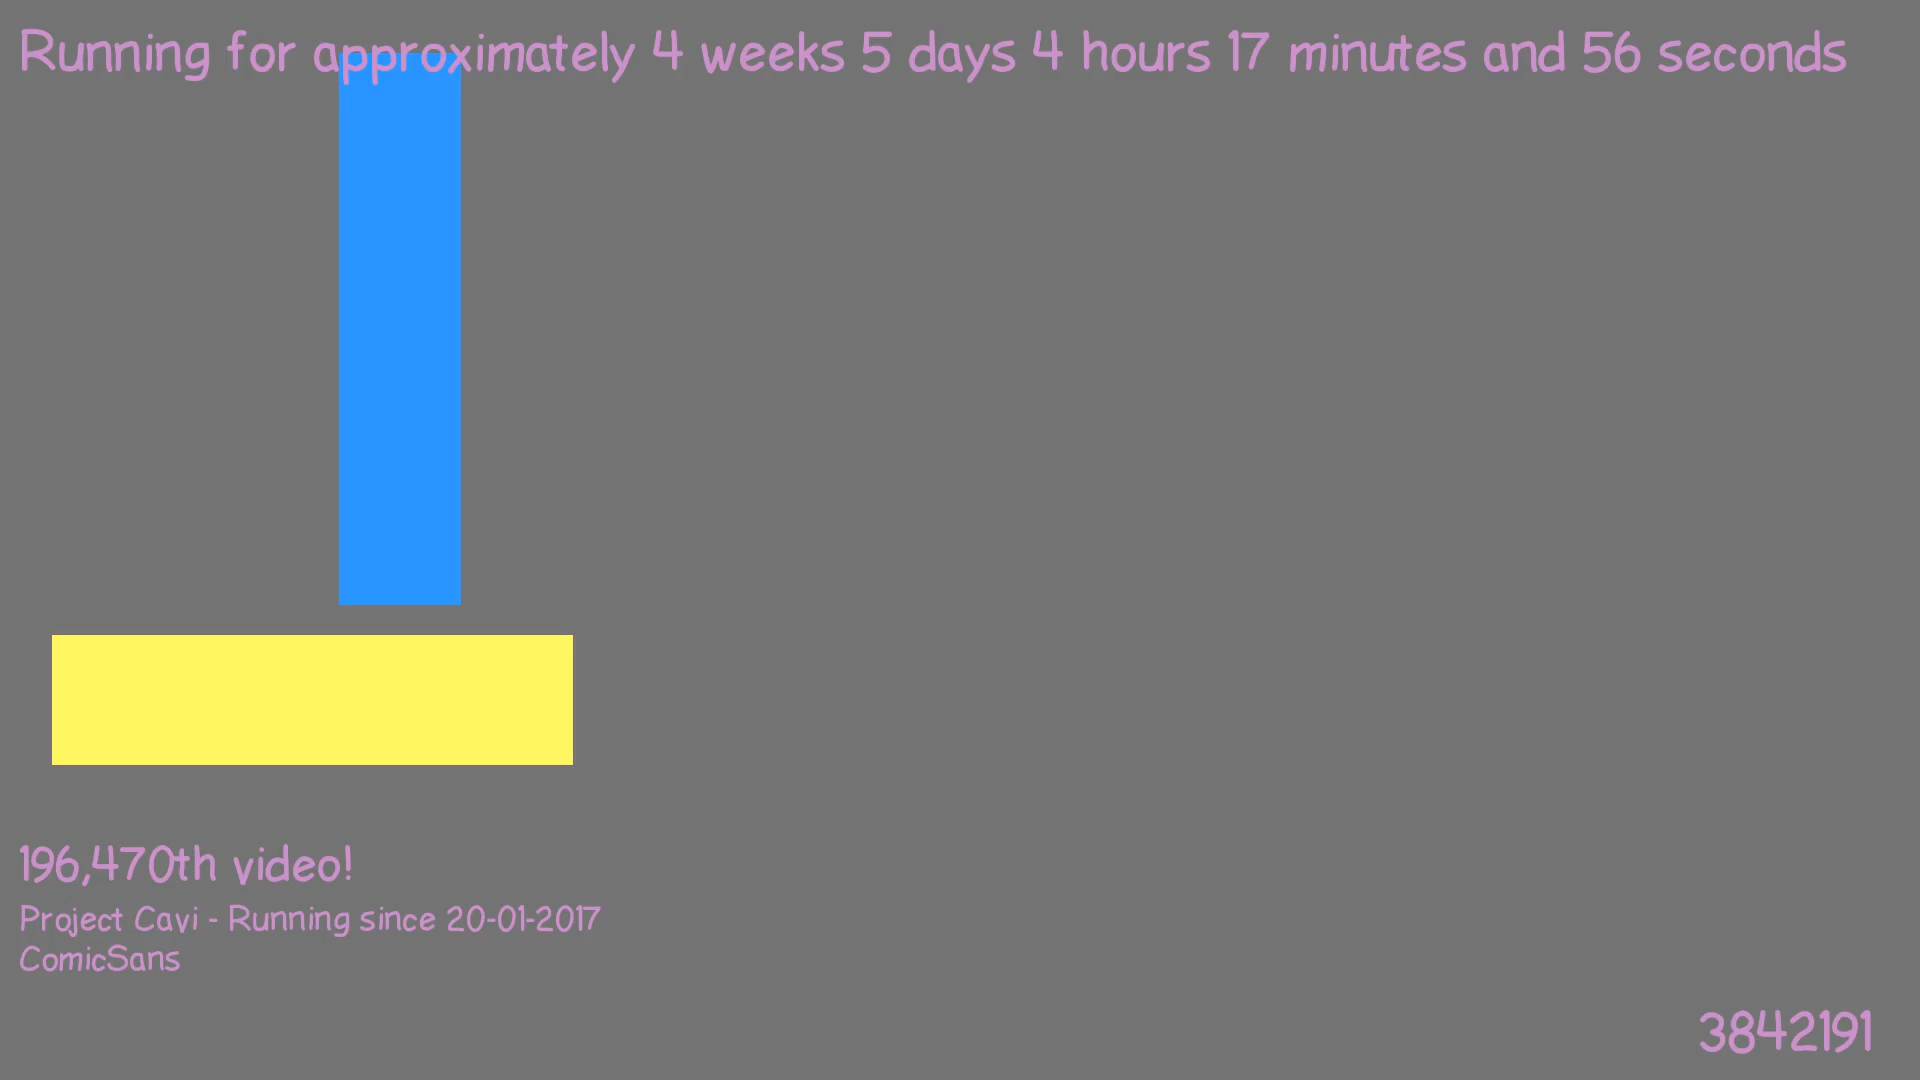 Running for approximately 4 weeks 5 days 4 hours 17 minutes and 56 seconds
196,470th video!
Project Cavi - Running since 20-01-2017
ComicSans
3842191